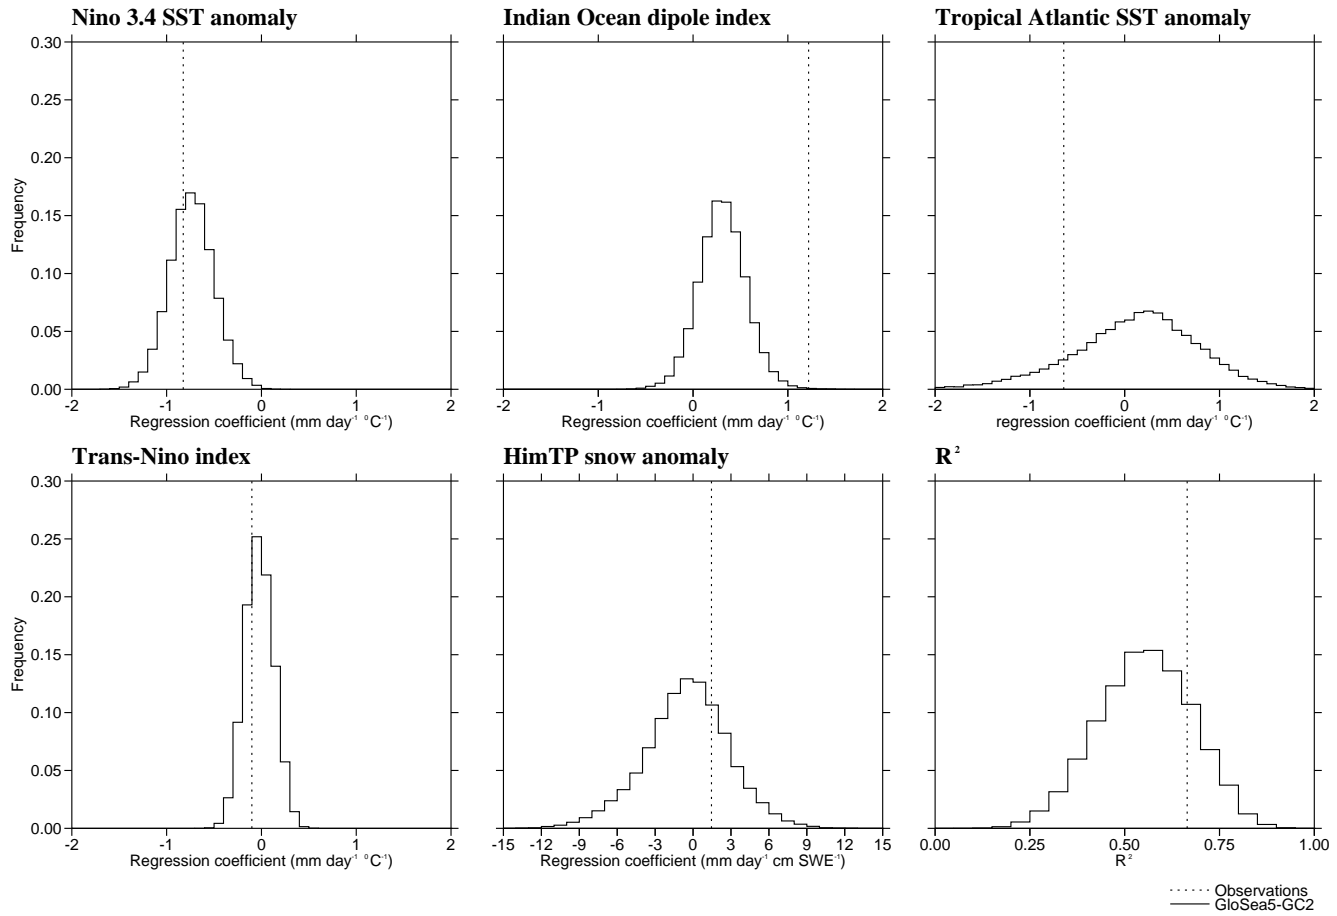 Nino 3.4 SST anomaly
Indian Ocean dipole index
Tropical Atlantic SST anomaly
0.30
0.25
0.20
0.15
0.10
0.05
0.00
Frequency
-2 -1 0 1 2
-2 -1 0 1 2
-2 -1 0 1 2
Regression coefficient (mm day⁻¹ °C⁻¹)
Regression coefficient (mm day⁻¹ °C⁻¹)
regression coefficient (mm day⁻¹ °C⁻¹)
Trans-Nino index
HimTP snow anomaly
R²
0.30
0.25
0.20
0.15
0.10
0.05
0.00
Frequency
-2 -1 0 1 2
-15 -12 -9 -6 -3 0 3 6 9 12 15
0.00 0.25 0.50 0.75 1.00
Regression coefficient (mm day⁻¹ °C⁻¹)
Regression coefficient (mm day⁻¹ cm SWE⁻¹)
R²
Observations
GloSea5-GC2